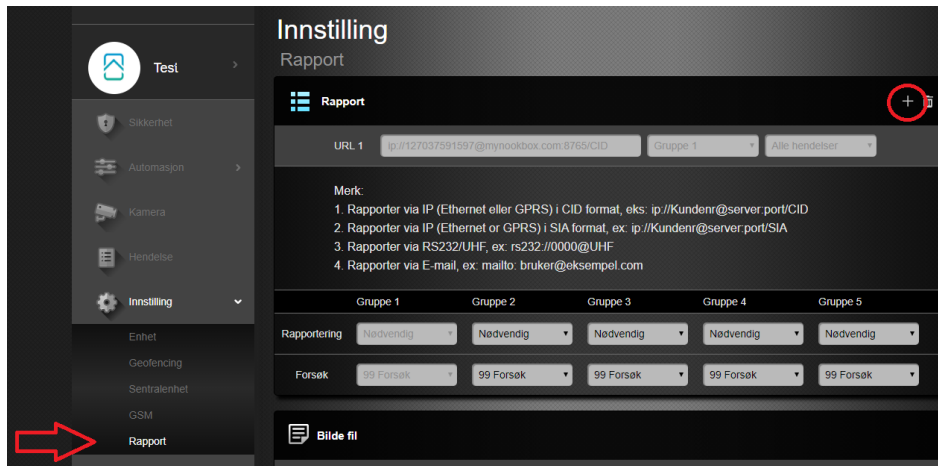 Innstilling
Rapport
Test
Sikkerhet
Automasjon
Kamera
Hendelse
Innstilling
Enhet
Geofencing
Sentralenhet
GSM
Rapport
Rapport
URL 1 ip://127037591597@mynookbox.com:8765/CID Gruppe 1 Alle hendelser
Merk:
1. Rapporter via IP (Ethernet eller GPRS) i CID format, eks: ip://Kundenr@server:port/CID
2. Rapporter via IP (Ethernet or GPRS) i SIA format, ex: ip://Kundenr@server:port/SIA
3. Rapporter via RS232/UHF, ex: rs232://0000@UHF
4. Rapporter via E-mail, ex: mailto: bruker@eksempel.com
Gruppe 1 Gruppe 2 Gruppe 3 Gruppe 4 Gruppe 5
Rapportering Nødvendig Nødvendig Nødvendig Nødvendig Nødvendig
Forsøk 99 Forsøk 99 Forsøk 99 Forsøk 99 Forsøk 99 Forsøk
Bilde fil